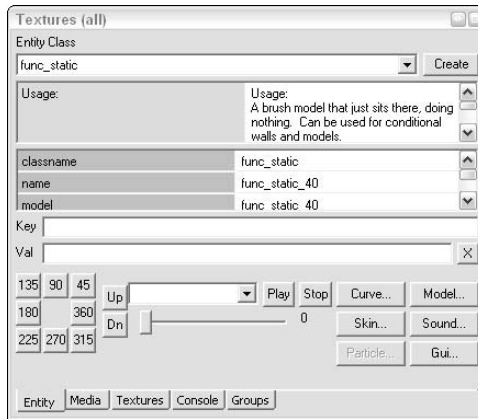 Textures (all)
Entity Class
func_static
Create
Usage:
Usage:
A brush model that just sits there, doing
nothing. Can be used for conditional
walls and models.
classname func_static
name func_static_40
model func_static_40
Key
Val
X
135 90 45
Up
Play Stop
Curve... Model...
180 360
Dn
0
Skin... Sound...
225 270 315
Particle... Gui...
Entity Media Textures Console Groups